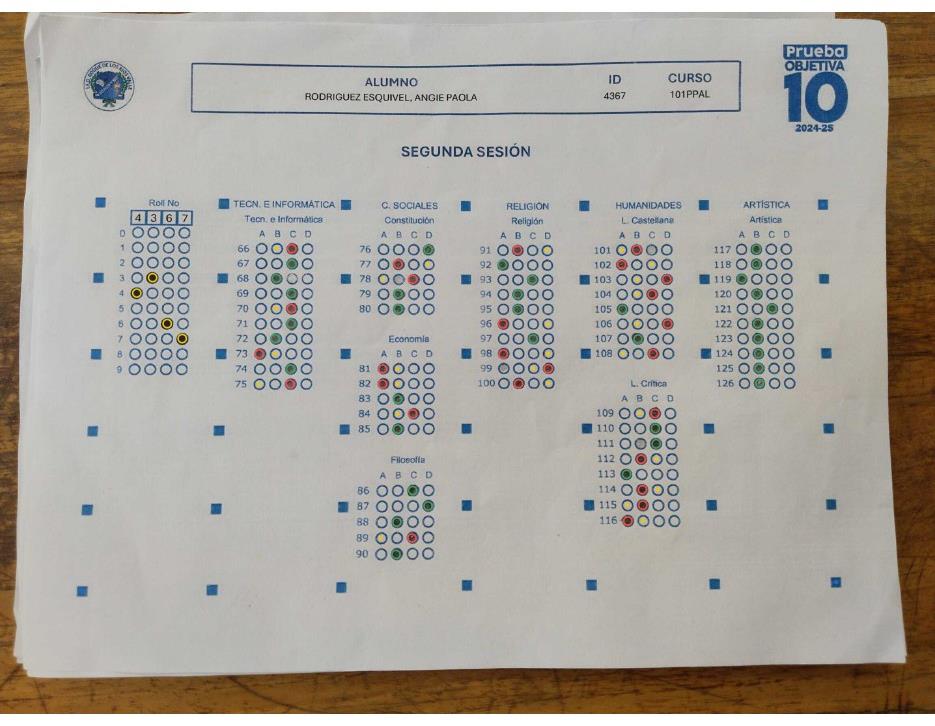 Prueba
OBJETIVA
10
2024-25
ALUMNO ID CURSO
RODRIGUEZ ESQUIVEL, ANGIE PAOLA 4367 101PPAL
SEGUNDA SESIÓN
Roll No
4 3 6 7
0
1
2
3
4
5
6
7
8
9
TECN. E INFORMÁTICA
Tecn. e Informática
A B C D
66
67
68
69
70
71
72
73
74
75
C. SOCIALES
Constitución
A B C D
76
77
78
79
80
Economía
A B C D
81
82
83
84
85
Filosofía
A B C D
86
87
88
89
90
RELIGIÓN
Religión
A B C D
91
92
93
94
95
96
97
98
99
100
HUMANIDADES
L. Castellana
A B C D
101
102
103
104
105
106
107
108
L. Crítica
A B C D
109
110
111
112
113
114
115
116
ARTÍSTICA
Artística
A B C D
117
118
119
120
121
122
123
124
125
126